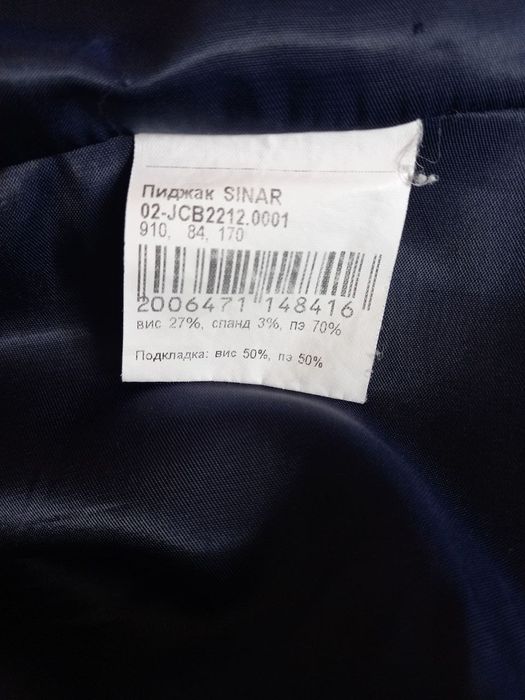 Пиджак SINAR
02-JCB2212.0001
910, 84, 170
2006471 148416
вис 27%, спанд 3%, пэ 70%
Подкладка: вис 50%, пэ 50%